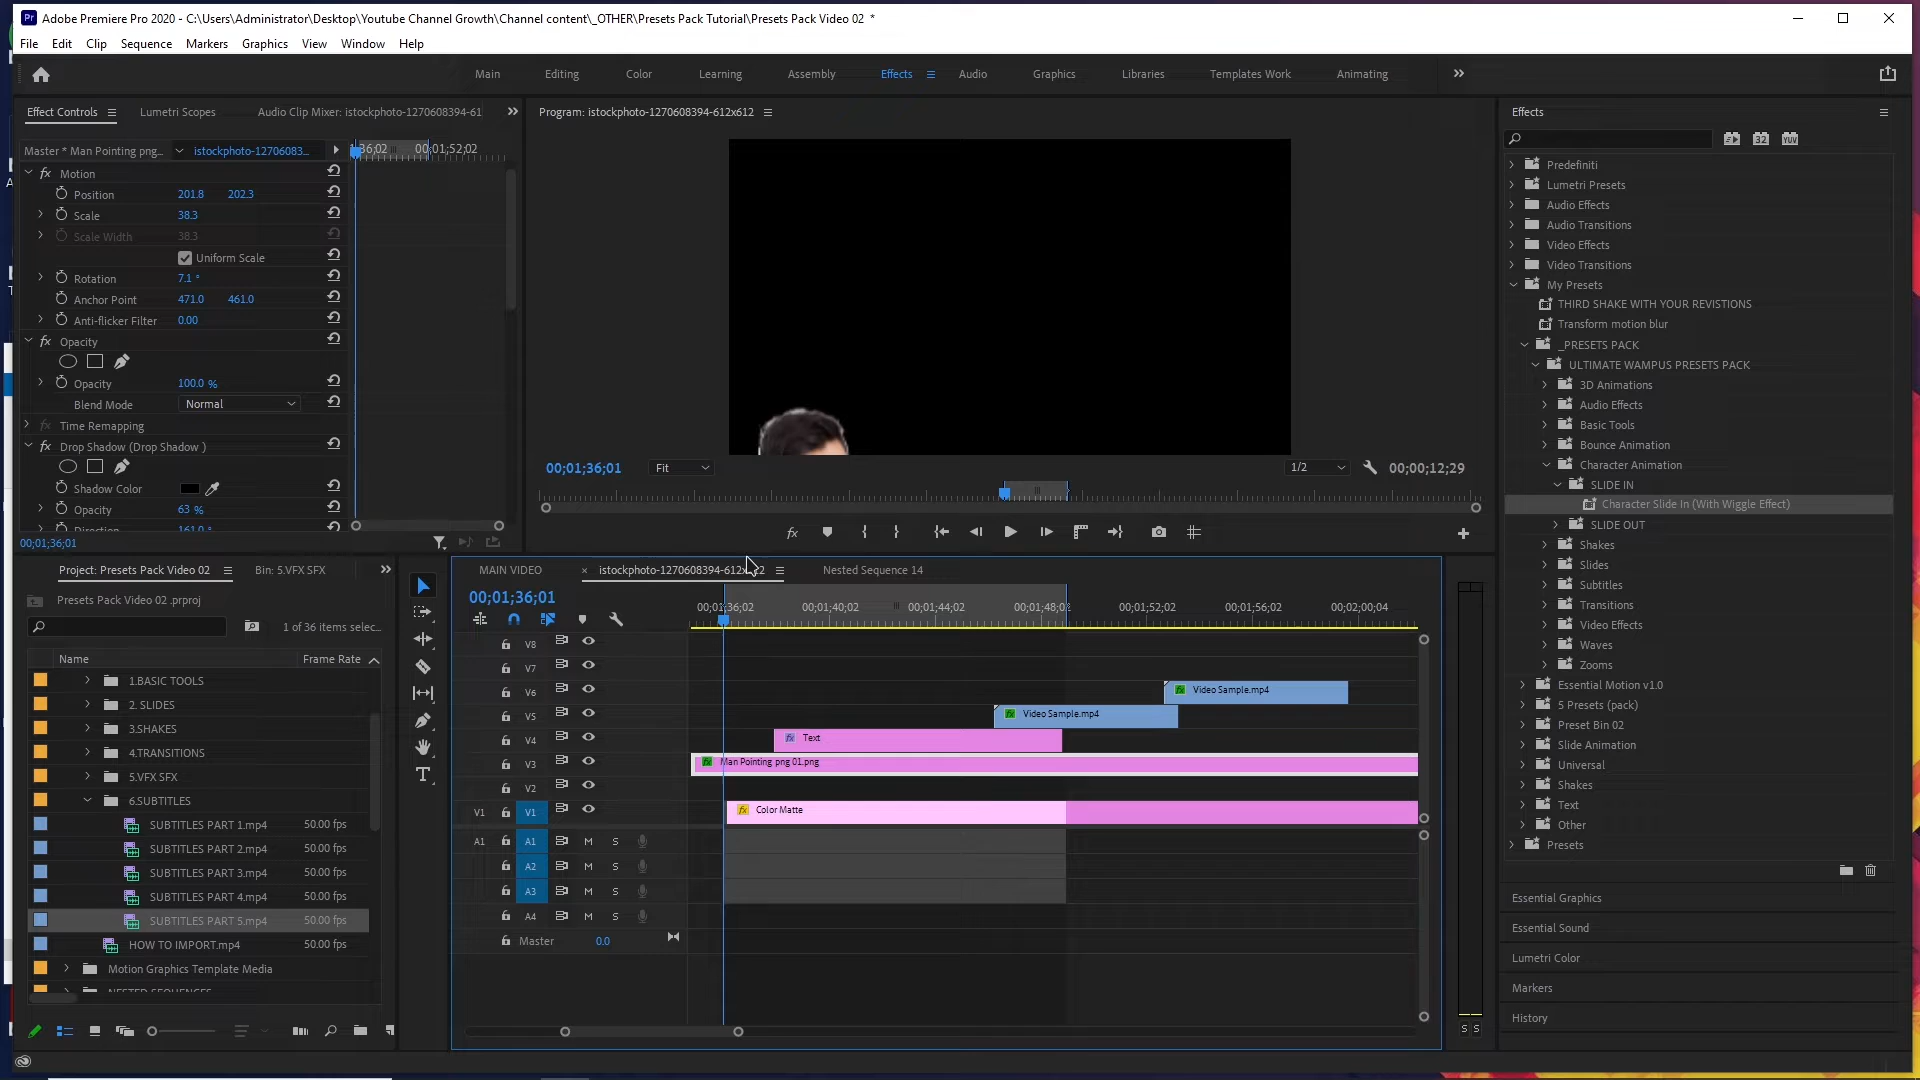 Adobe Premiere Pro 2020 - C:\Users\Administrator\Desktop\Youtube Channel Growth\Channel content\_OTHER\Presets Pack Tutorial\Presets Pack Video 02 *
File Edit Clip Sequence Markers Graphics View Window Help
Main Editing Color Learning Assembly Effects Audio Graphics Libraries Templates Work Animating
Effect Controls Lumetri Scopes Audio Clip Mixer: istockphoto-1270608394-61
Master * Man Pointing png... istockphoto-12706083... 1;36;02 00;01;52;02
Motion
Position 201.8 202.3
Scale 38.3
Scale Width 38.3
Uniform Scale
Rotation 7.1 °
Anchor Point 471.0 461.0
Anti-flicker Filter 0.00
Opacity
Opacity 100.0 %
Blend Mode Normal
Time Remapping
Drop Shadow (Drop Shadow )
Shadow Color
Opacity 63 %
Direction 161.0 °
00;01;36;01
Program: istockphoto-1270608394-612x612
00;01;36;01 Fit 1/2 00;00;12;29
Effects
32 YUV
Predefiniti
Lumetri Presets
Audio Effects
Audio Transitions
Video Effects
Video Transitions
My Presets
THIRD SHAKE WITH YOUR REVISTIONS
Transform motion blur
_PRESETS PACK
ULTIMATE WAMPUS PRESETS PACK
3D Animations
Audio Effects
Basic Tools
Bounce Animation
Character Animation
SLIDE IN
Character Slide In (With Wiggle Effect)
SLIDE OUT
Shakes
Slides
Subtitles
Transitions
Video Effects
Waves
Zooms
Essential Motion v1.0
5 Presets (pack)
Preset Bin 02
Slide Animation
Universal
Shakes
Text
Other
Presets
Essential Graphics
Essential Sound
Lumetri Color
Markers
History
Project: Presets Pack Video 02 Bin: 5.VFX SFX
Presets Pack Video 02 .prproj
1 of 36 items selec...
Name Frame Rate
1.BASIC TOOLS
2. SLIDES
3.SHAKES
4.TRANSITIONS
5.VFX SFX
6.SUBTITLES
SUBTITLES PART 1.mp4 50.00 fps
SUBTITLES PART 2.mp4 50.00 fps
SUBTITLES PART 3.mp4 50.00 fps
SUBTITLES PART 4.mp4 50.00 fps
SUBTITLES PART 5.mp4 50.00 fps
HOW TO IMPORT.mp4 50.00 fps
Motion Graphics Template Media
NESTED SEQUENCES
MAIN VIDEO istockphoto-1270608394-612x612 Nested Sequence 14
00;01;36;01
00;01;36;02 00;01;40;02 00;01;44;02 00;01;48;02 00;01;52;02 00;01;56;02 00;02;00;04
V8
V7
V6 Video Sample.mp4
V5 Video Sample.mp4
V4 Text
V3 Man Pointing png 01.png
V2
V1 V1 Color Matte
A1 A1 M S
A2 M S
A3 M S
A4 M S
Master 0.0
S S